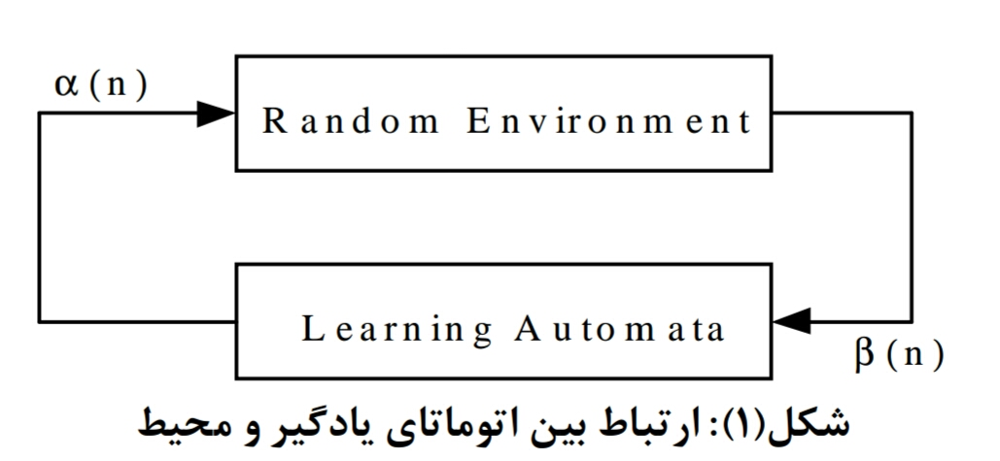 α(n)
Random Environment
Learning Automata
β(n)
شکل(۱): ارتباط بین اتوماتای یادگیر و محیط